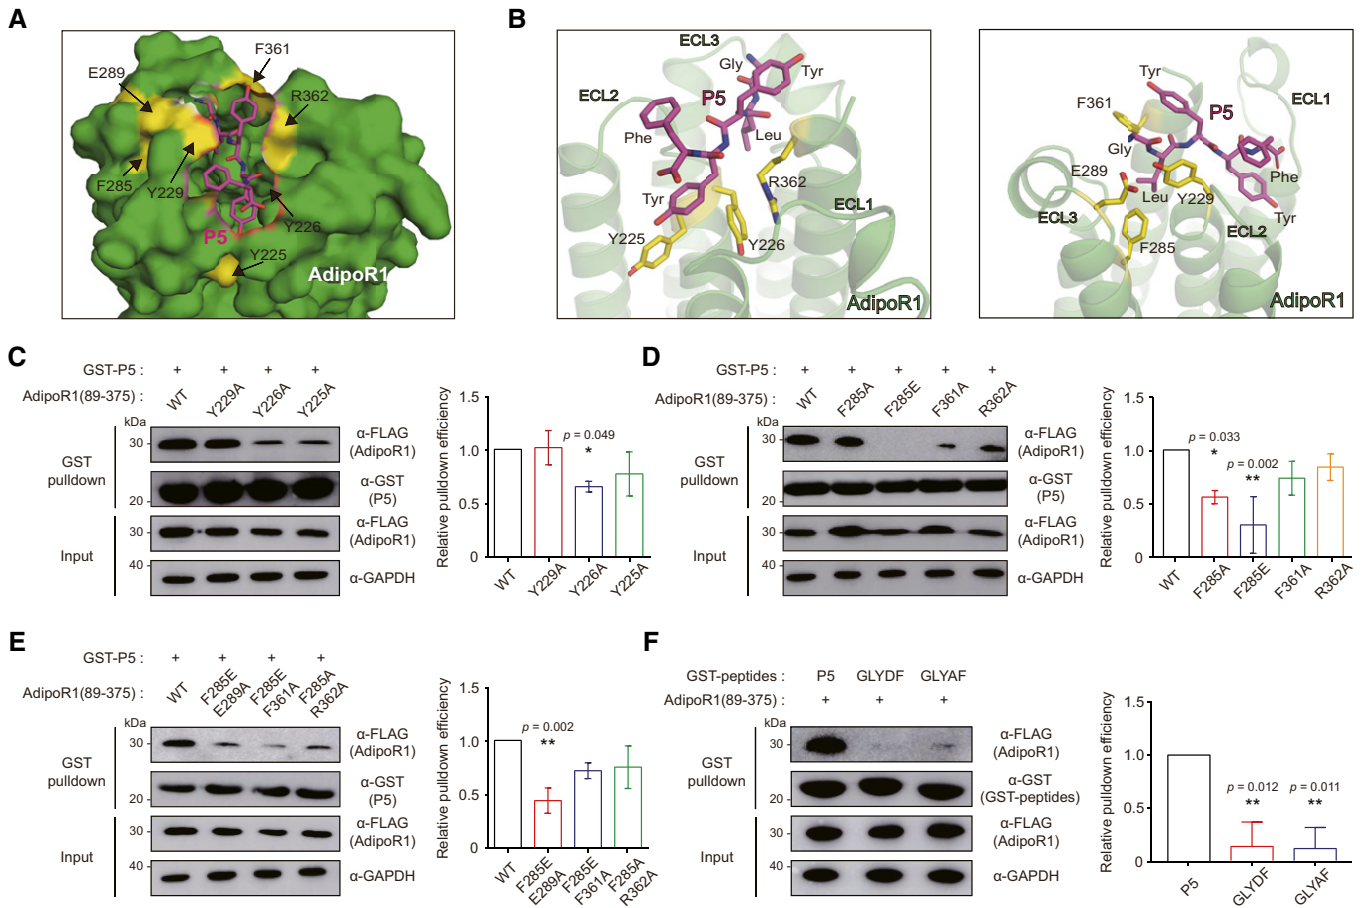 A
F361
E289
R362
F285
Y229
Y226
P5
Y225
AdipoR1
B
ECL3
Gly
Tyr
ECL2
P5
Phe
Leu
R362
Tyr
ECL1
Y225
Y226
AdipoR1
Tyr
ECL1
F361
P5
Gly
E289
Phe
Leu
Y229
ECL3
ECL2
Tyr
F285
AdipoR1
C
GST-P5 : + + + +
AdipoR1(89-375) : WT Y229A Y226A Y225A
kDa
GST pulldown
30
α-FLAG (AdipoR1)
20
α-GST (P5)
Input
30
α-FLAG (AdipoR1)
40
α-GAPDH
Relative pulldown efficiency
1.5
1.0
0.5
0
p = 0.049
*
WT Y229A Y226A Y225A
D
GST-P5 : + + + + +
AdipoR1(89-375) : WT F285A F285E F361A R362A
kDa
GST pulldown
30
α-FLAG (AdipoR1)
20
α-GST (P5)
Input
30
α-FLAG (AdipoR1)
40
α-GAPDH
Relative pulldown efficiency
1.5
1.0
0.5
0
p = 0.033
*
p = 0.002
**
WT F285A F285E F361A R362A
E
GST-P5 : + + + +
AdipoR1(89-375) : WT F285E E289A F285E F361A F285A R362A
kDa
GST pulldown
30
α-FLAG (AdipoR1)
20
α-GST (P5)
Input
30
α-FLAG (AdipoR1)
40
α-GAPDH
Relative pulldown efficiency
1.5
1.0
0.5
0
p = 0.002
**
WT F285E E289A F285E F361A F285A R362A
F
GST-peptides : P5 GLYDF GLYAF
AdipoR1(89-375) : + + +
kDa
GST pulldown
30
α-FLAG (AdipoR1)
20
α-GST (GST-peptides)
Input
30
α-FLAG (AdipoR1)
40
α-GAPDH
Relative pulldown efficiency
1.5
1.0
0.5
0
p = 0.012
**
p = 0.011
**
P5 GLYDF GLYAF